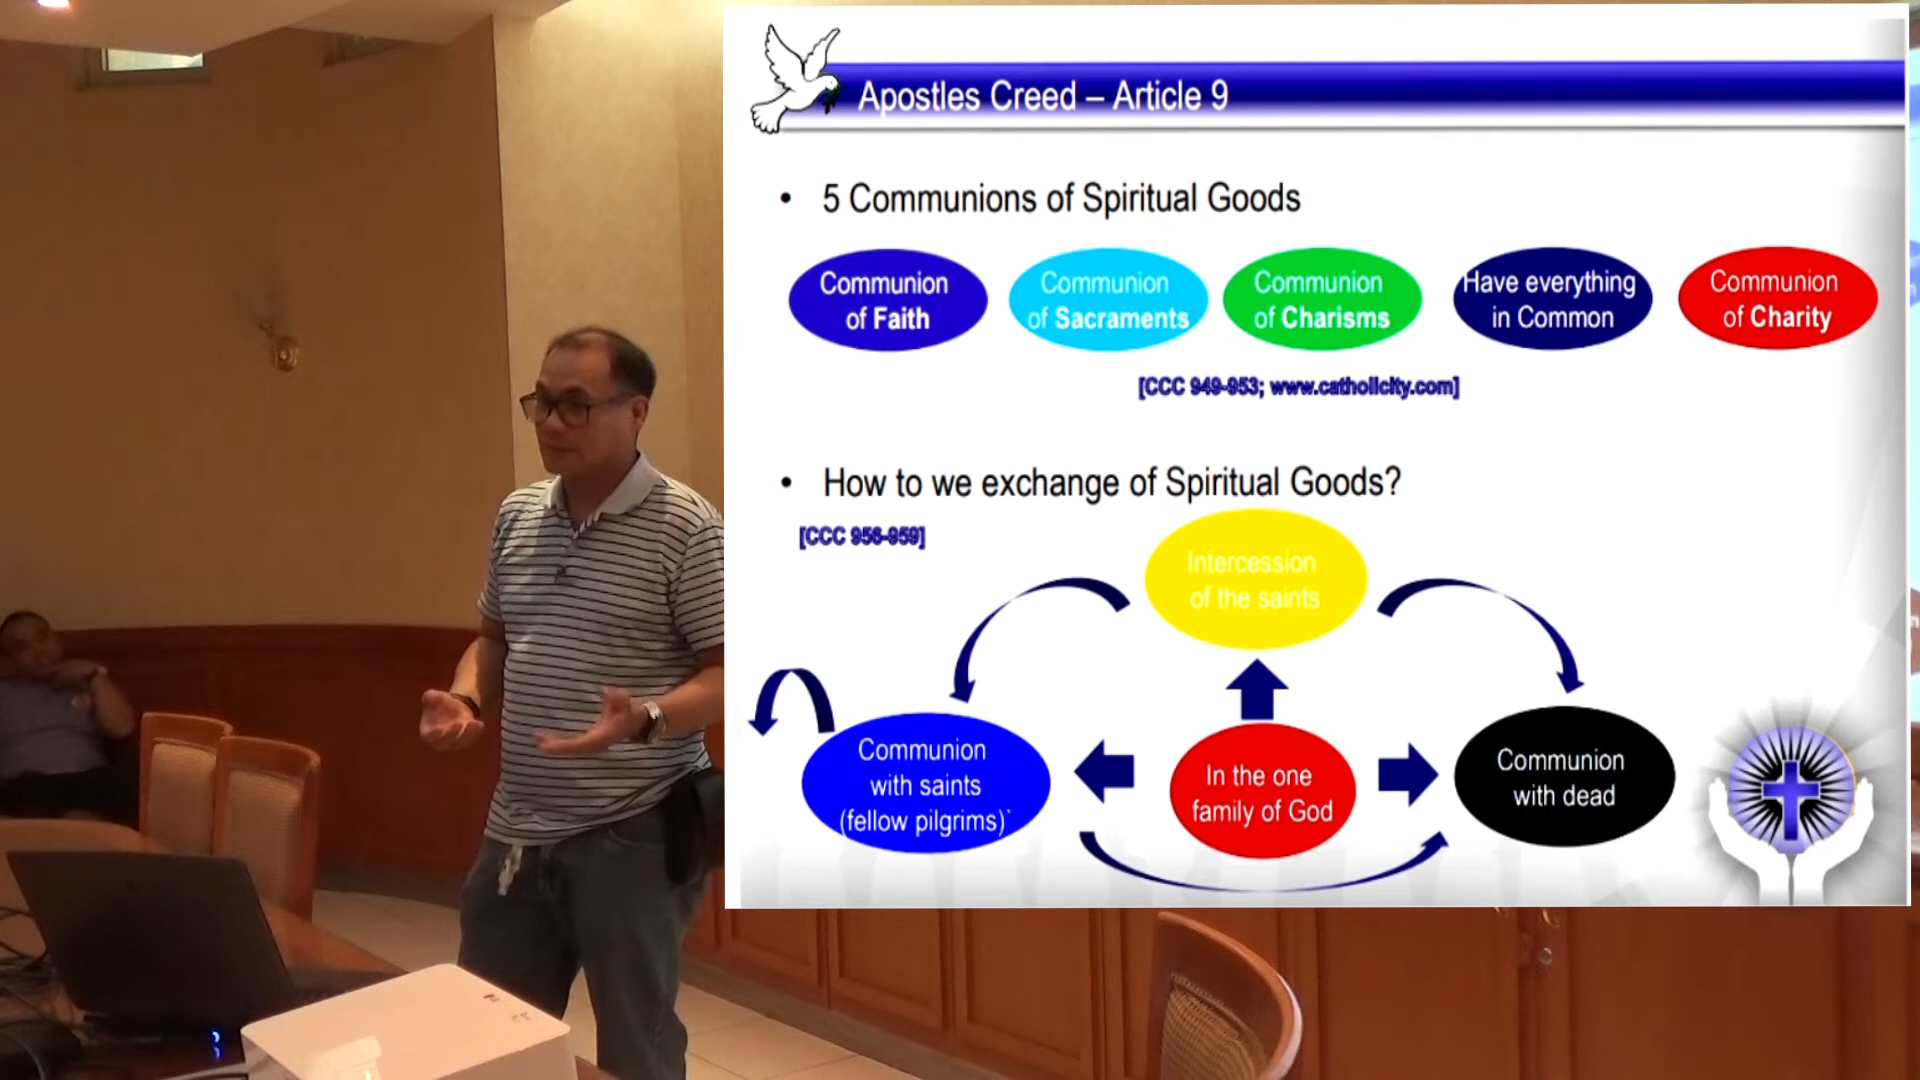 Apostles Creed – Article 9
• 5 Communions of Spiritual Goods
Communion
of Faith
Communion
of Sacraments
Communion
of Charisms
Have everything
in Common
Communion
of Charity
[CCC 949-953; www.catholicity.com]
• How to we exchange of Spiritual Goods?
[CCC 956-959]
Intercession
of the saints
Communion
with saints
(fellow pilgrims)`
In the one
family of God
Communion
with dead